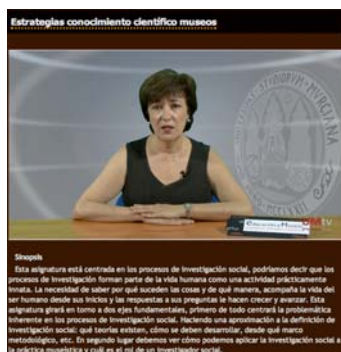 Estrategias conocimiento científico museos
UMtv
Sinopsis
Esta asignatura está centrada en los procesos de investigación social, podríamos decir que los
procesos de investigación forman parte de la vida humana como una actividad prácticamente
innata. La necesidad de saber por qué suceden las cosas y de qué manera, acompaña la vida del
ser humano desde sus inicios y las respuestas a sus preguntas le hacen crecer y avanzar. Esta
asignatura girará en torno a dos ejes fundamentales, primero de todo centrará la problemática
inherente en los procesos de investigación social. Haciendo una aproximación a la definición de
investigación social: qué teorías existen, cómo se deben desarrollar, desde qué marco
metodológico, etc. En segundo lugar debemos ver cómo podemos aplicar la investigación social a
la práctica museística y cuál es el rol de un investigador social.